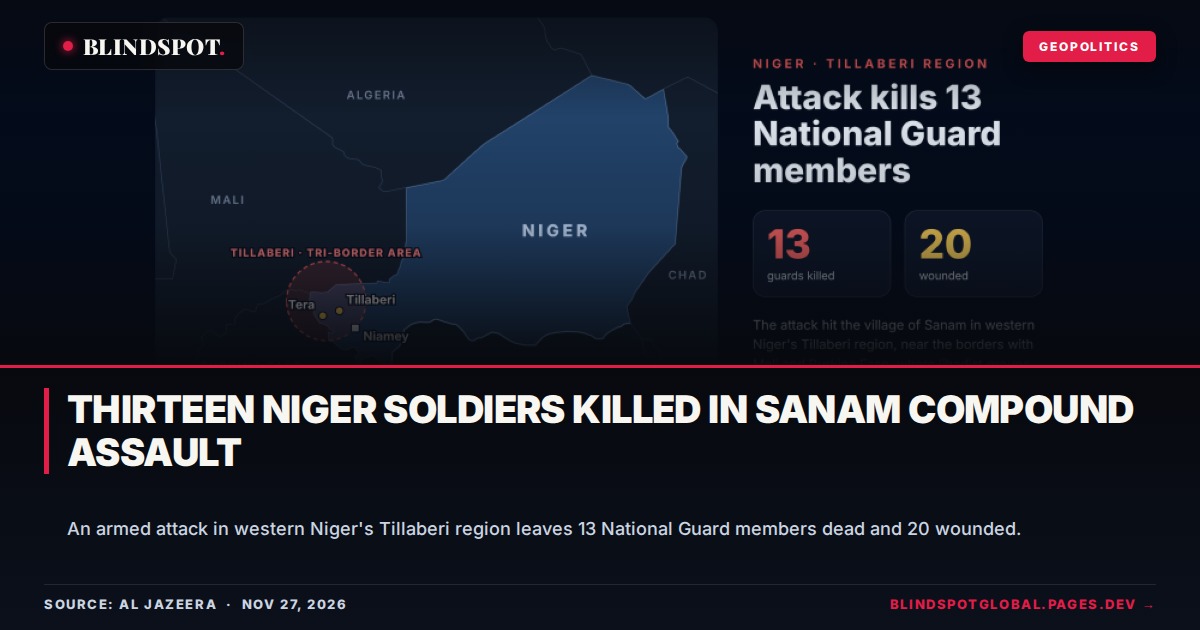 BLINDSPOT.
GEOPOLITICS
ALGERIA
MALI
NIGER
CHAD
TILLABERI · TRI-BORDER AREA
Tera
Tillaberi
Niamey
NIGER · TILLABERI REGION
Attack kills 13
National Guard
members
13
guards killed
20
wounded
The attack hit the village of Sanam in western
Niger's Tillaberi region, near the borders with
THIRTEEN NIGER SOLDIERS KILLED IN SANAM COMPOUND
ASSAULT
An armed attack in western Niger's Tillaberi region leaves 13 National Guard members dead and 20 wounded.
SOURCE: AL JAZEERA · NOV 27, 2026
BLINDSPOTGLOBAL.PAGES.DEV →